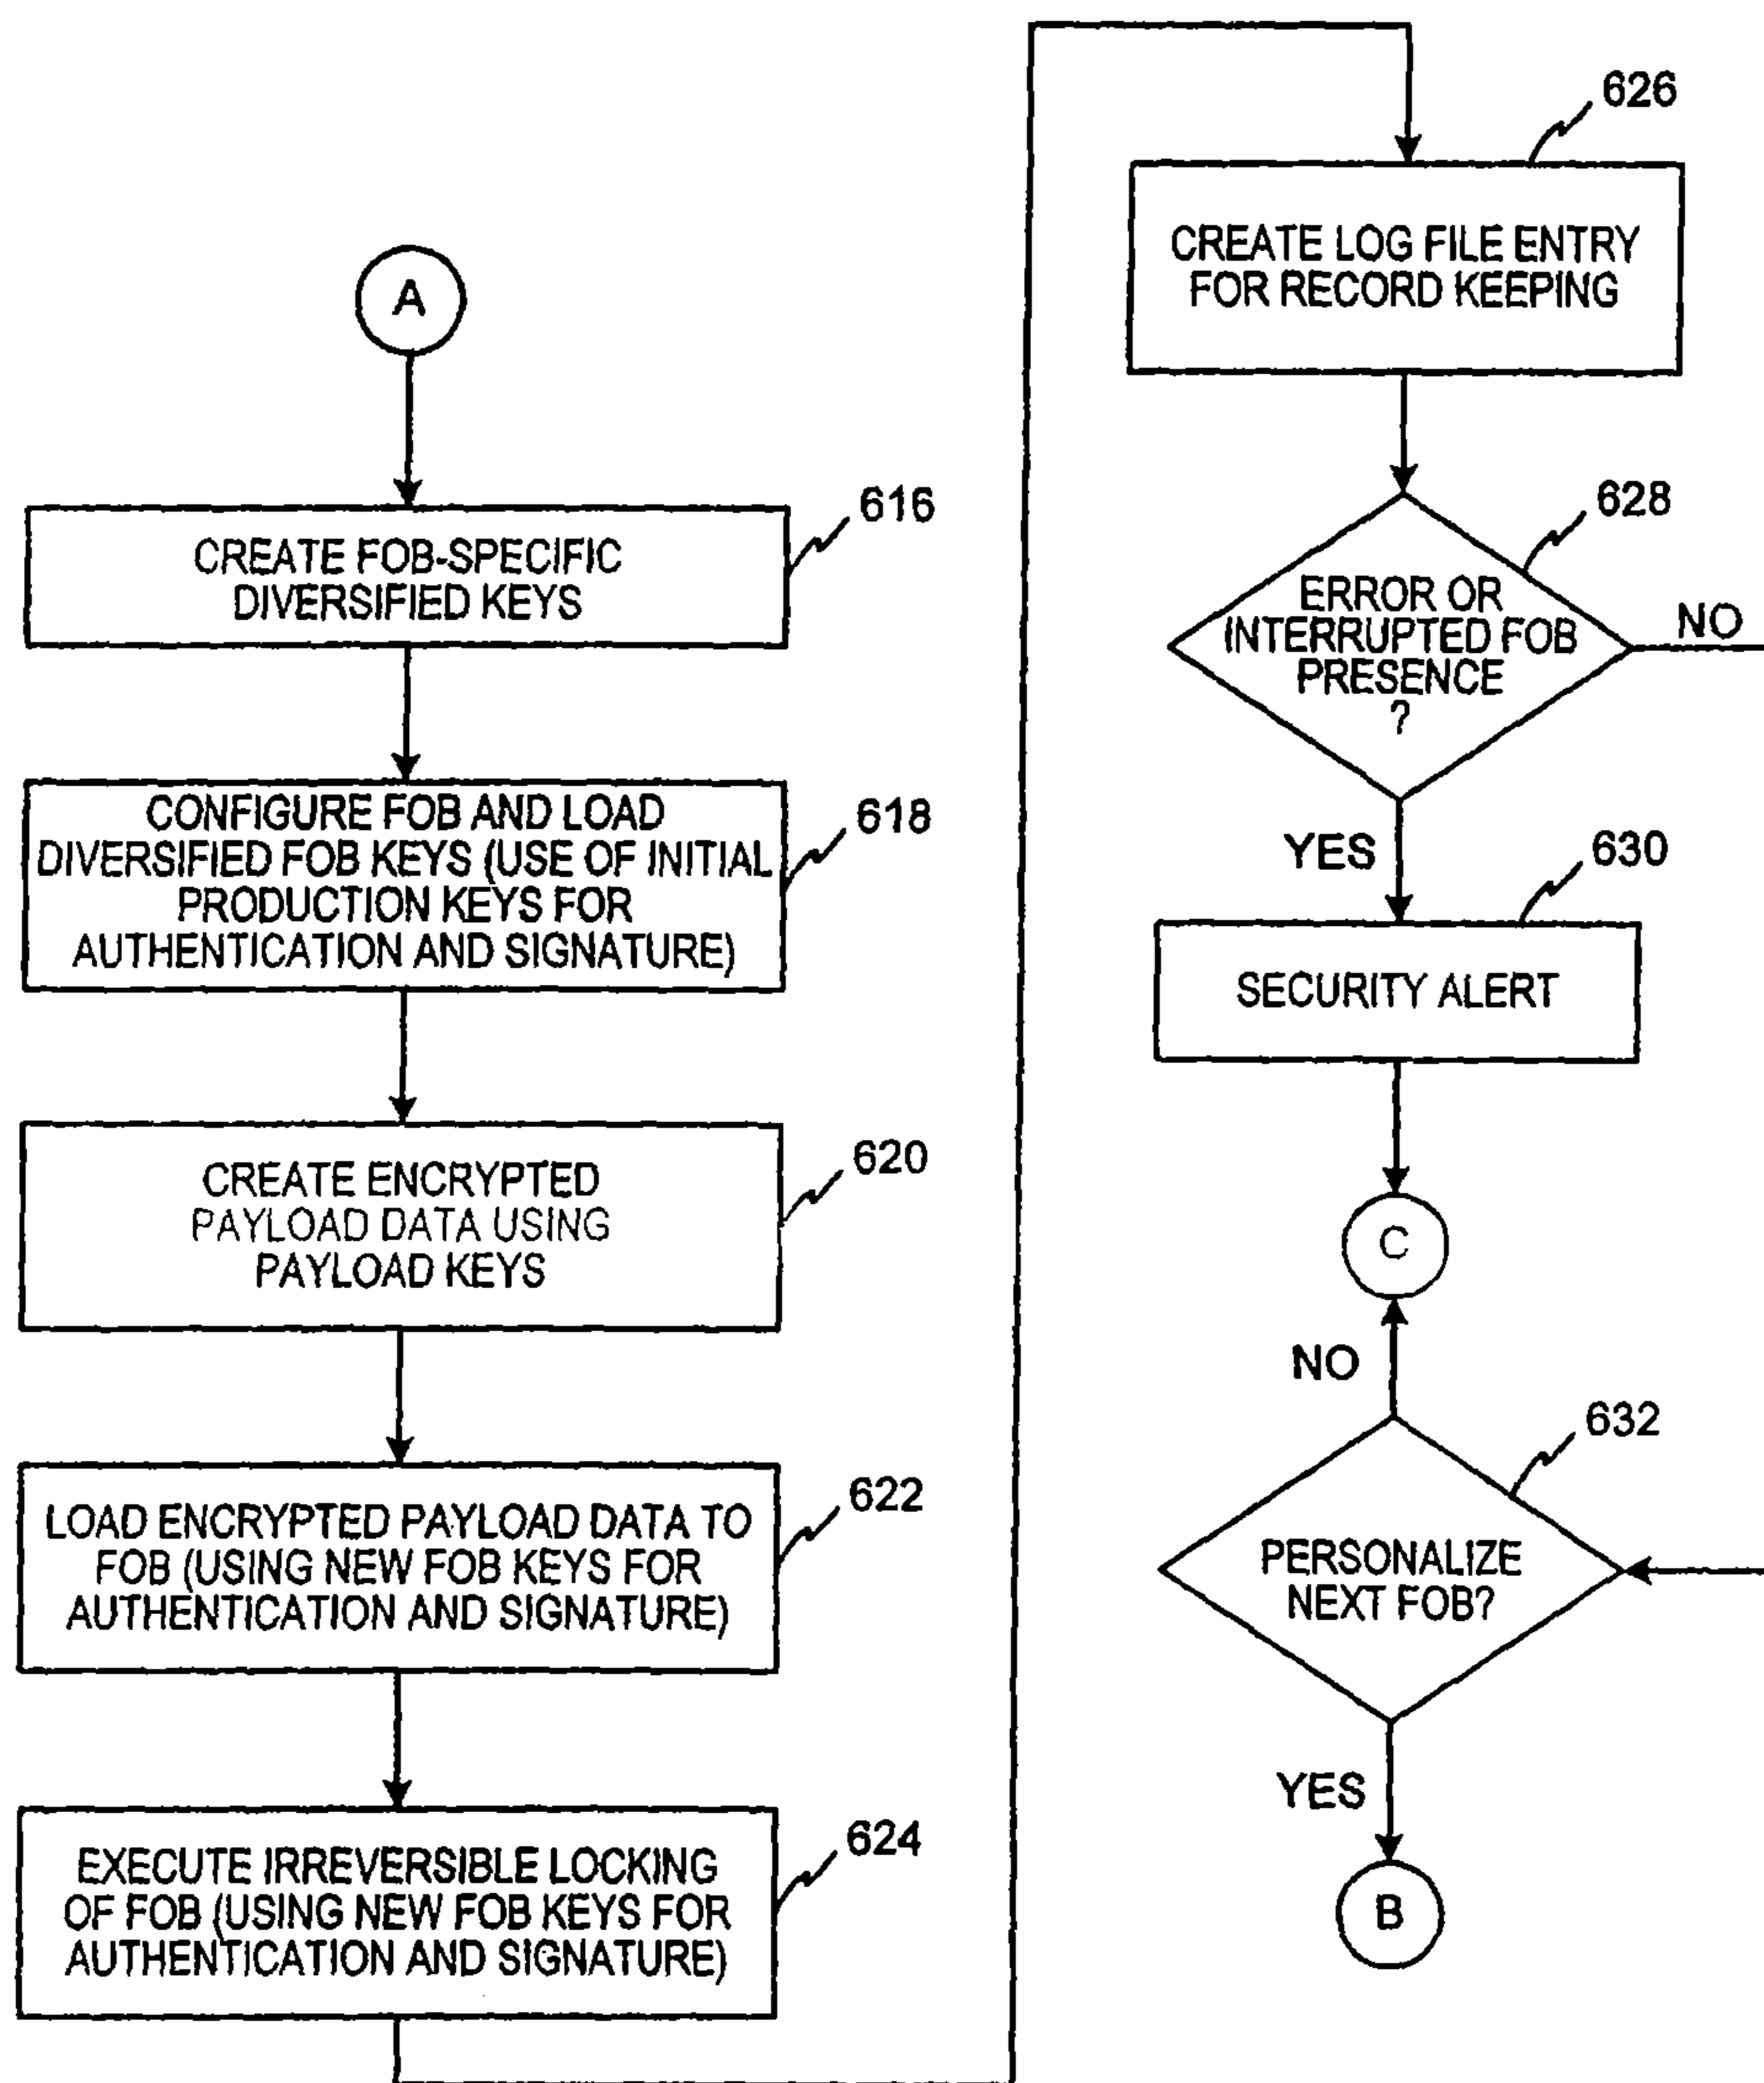 A
616
CREATE FOB-SPECIFIC
DIVERSIFIED KEYS
618
CONFIGURE FOB AND LOAD
DIVERSIFIED FOB KEYS (USE OF INITIAL
PRODUCTION KEYS FOR
AUTHENTICATION AND SIGNATURE)
620
CREATE ENCRYPTED
PAYLOAD DATA USING
PAYLOAD KEYS
622
LOAD ENCRYPTED PAYLOAD DATA TO
FOB (USING NEW FOB KEYS FOR
AUTHENTICATION AND SIGNATURE)
624
EXECUTE IRREVERSIBLE LOCKING
OF FOB (USING NEW FOB KEYS FOR
AUTHENTICATION AND SIGNATURE)
626
CREATE LOG FILE ENTRY
FOR RECORD KEEPING
628
ERROR OR
INTERRUPTED FOB
PRESENCE
?
NO
YES
630
SECURITY ALERT
C
NO
632
PERSONALIZE
NEXT FOB?
YES
B